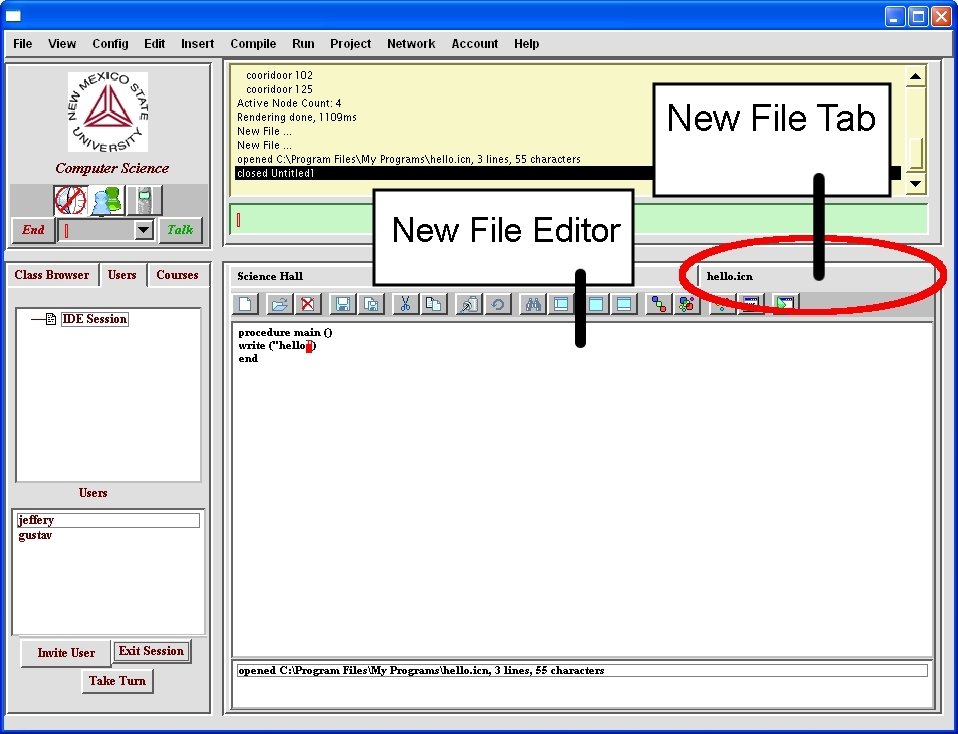 File View Config Edit Insert Compile Run Project Network Account Help
NEW MEXICO STATE UNIVERSITY
Computer Science
End
Talk
cooridoor 102
cooridoor 125
Active Node Count: 4
Rendering done, 1109ms
New File ...
New File ...
opened C:\Program Files\My Programs\hello.icn, 3 lines, 55 characters
closed Untitled1
New File Tab
New File Editor
Class Browser Users Courses
IDE Session
Users
jeffery
gustav
Invite User Exit Session
Take Turn
Science Hall
hello.icn
procedure main ()
write ("hello")
end
opened C:\Program Files\My Programs\hello.icn, 3 lines, 55 characters